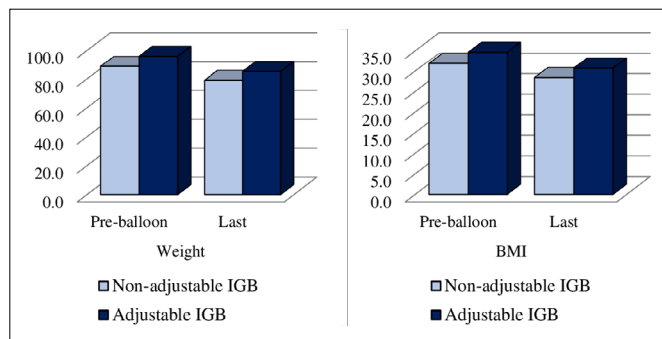 100.0
80.0
60.0
40.0
20.0
0.0
Pre-balloon Last
Weight
Non-adjustable IGB
Adjustable IGB
35.0
30.0
25.0
20.0
15.0
10.0
5.0
0.0
Pre-balloon Last
BMI
Non-adjustable IGB
Adjustable IGB